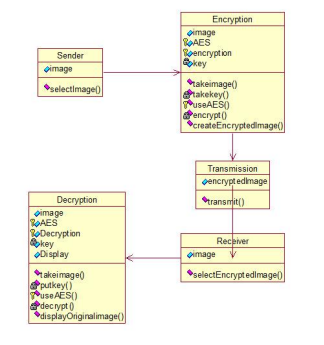 Encryption
image
AES
encryption
key
takeimage()
takekey()
useAES()
encrypt()
createEncryptedImage()
Sender
image
selectImage()
Transmission
encryptedImage
transmit()
Receiver
image
selectEncryptedImage()
Decryption
image
AES
Decryption
key
Display
takeimage()
putkey()
useAES()
decrypt()
displayOriginalimage()